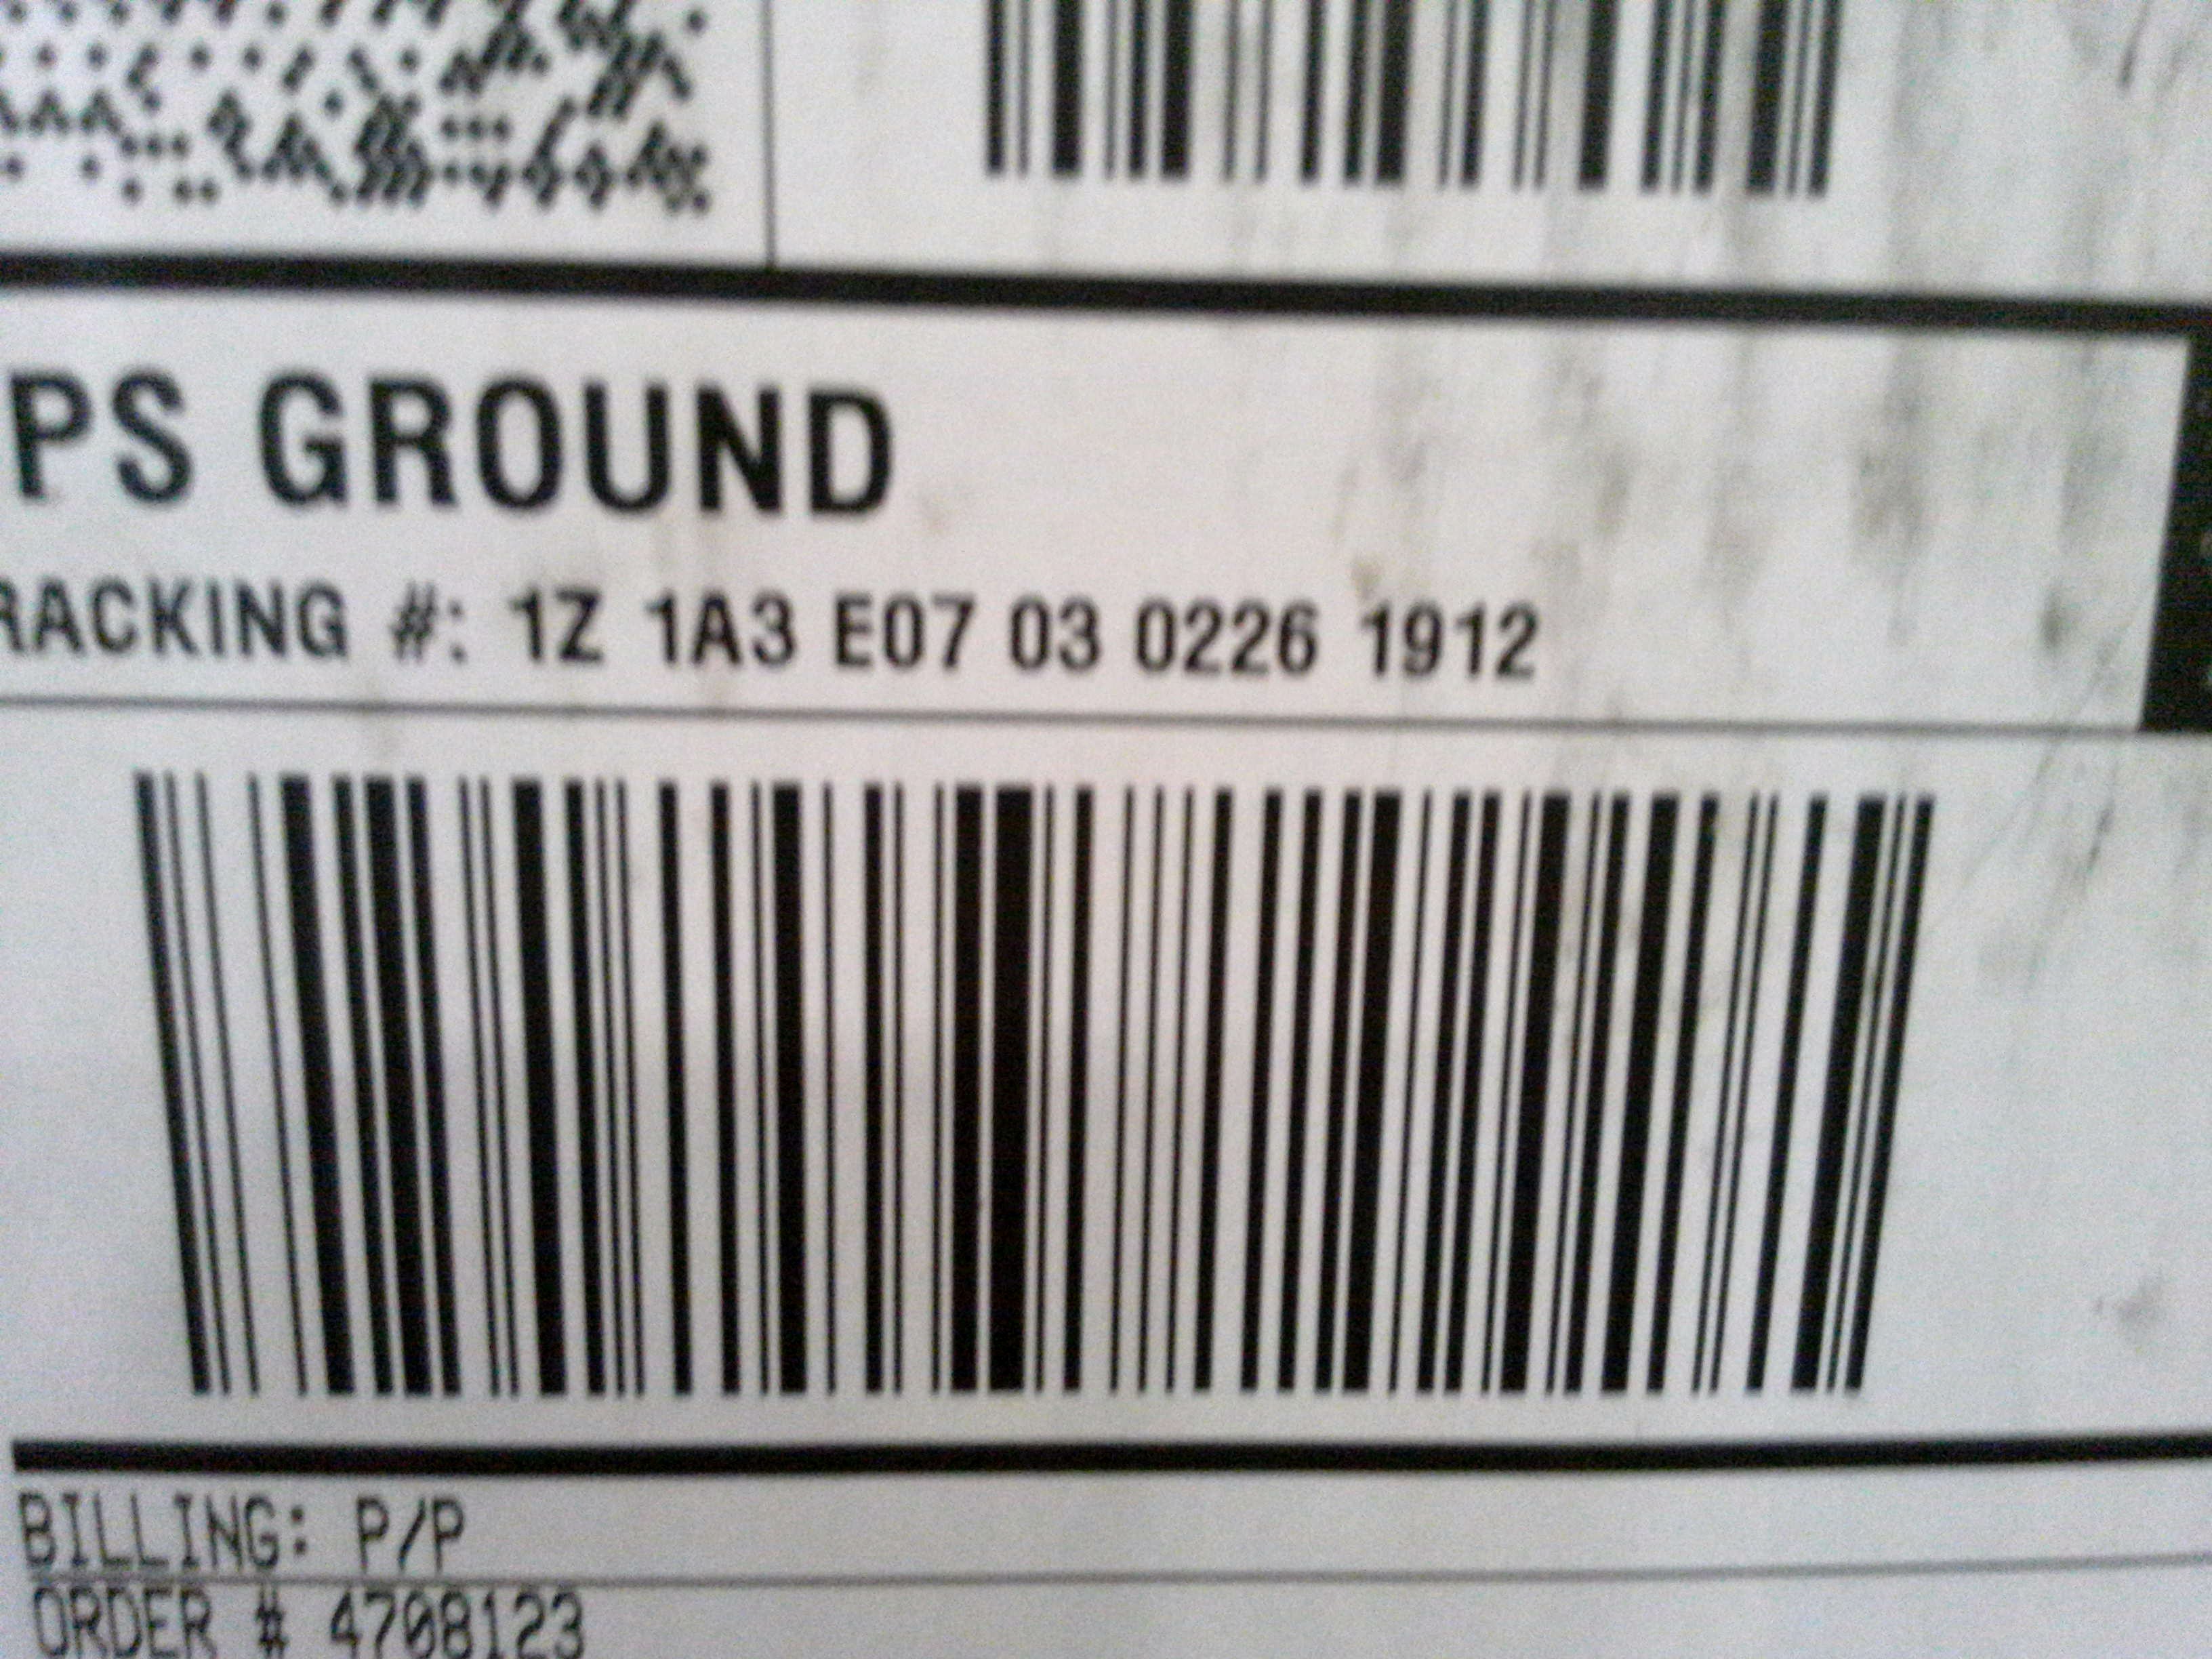 PS GROUND
RACKING #: 1Z 1A3 E07 03 0226 1912
BILLING: P/P
ORDER # 4708123